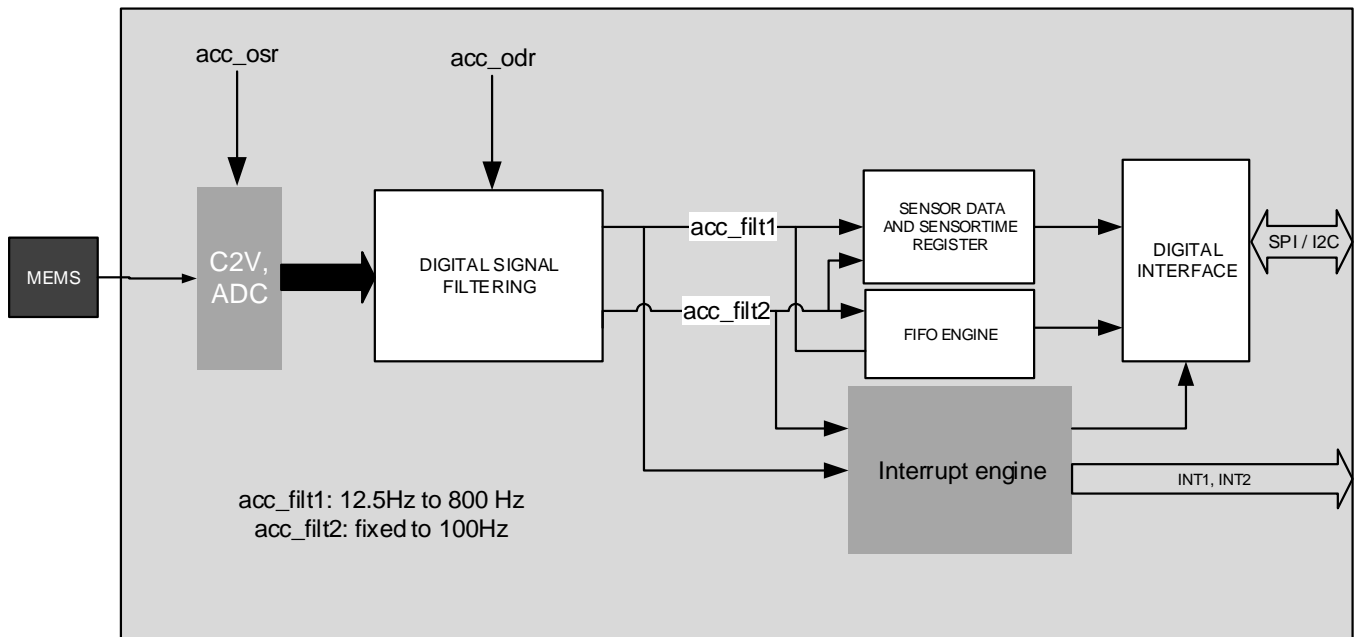 acc_osr
acc_odr
MEMS
C2V,
ADC
DIGITAL SIGNAL
FILTERING
acc_filt1
acc_filt2
SENSOR DATA
AND SENSORTIME
REGISTER
FIFO ENGINE
DIGITAL
INTERFACE
SPI / I2C
Interrupt engine
INT1, INT2
acc_filt1: 12.5Hz to 800 Hz
acc_filt2: fixed to 100Hz